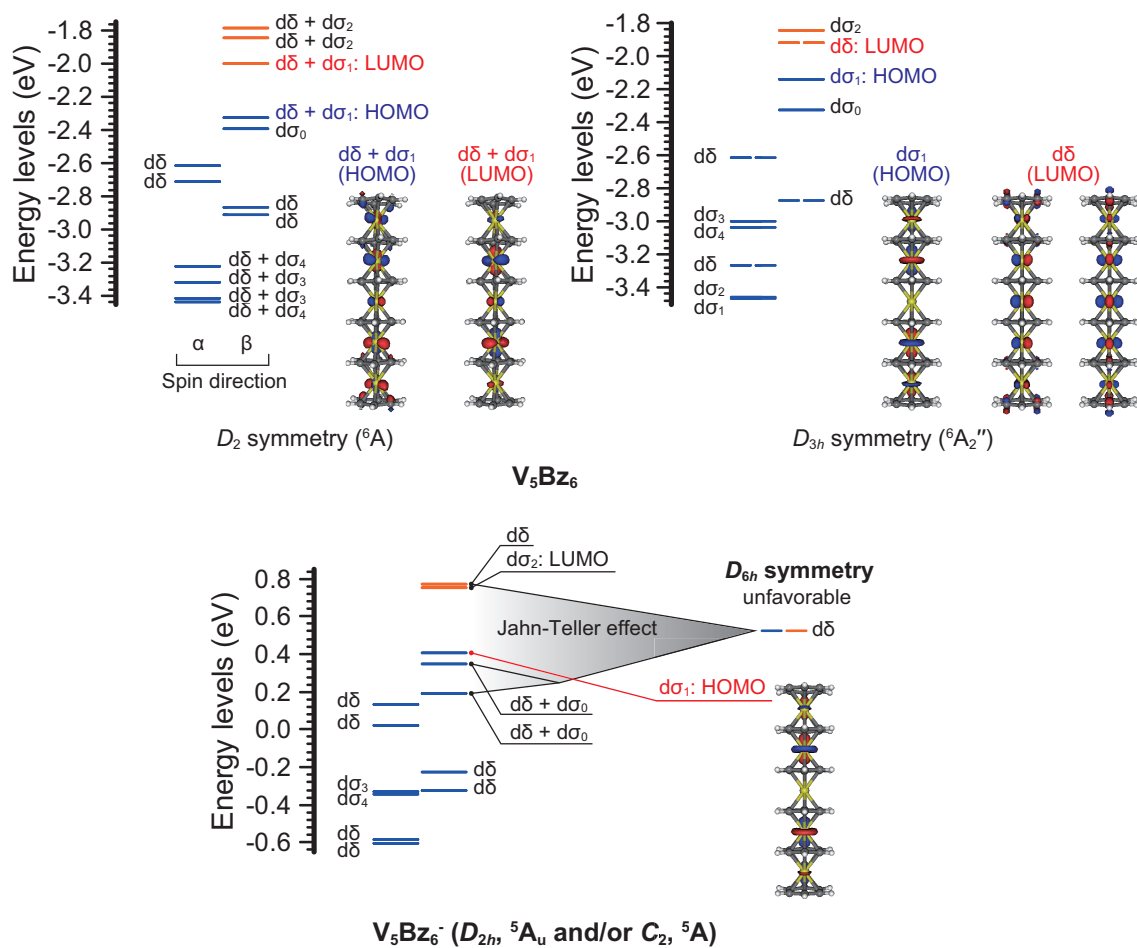 Energy levels (eV)
-1.8
-2.0
-2.2
-2.4
-2.6
-2.8
-3.0
-3.2
-3.4
dδ + dσ₂
dδ + dσ₂
dδ + dσ₁: LUMO
dδ + dσ₁: HOMO
dσ₀
dδ
dδ
dδ
dδ
dδ + dσ₄
dδ + dσ₃
dδ + dσ₃
dδ + dσ₄
α
β
Spin direction
dδ + dσ₁
(HOMO)
dδ + dσ₁
(LUMO)
D₂ symmetry (⁶A)
Energy levels (eV)
-1.8
-2.0
-2.2
-2.4
-2.6
-2.8
-3.0
-3.2
-3.4
dσ₂
dδ: LUMO
dσ₁: HOMO
dσ₀
dδ
dδ
dσ₃
dσ₄
dδ
dσ₂
dσ₁
dσ₁
(HOMO)
dδ
(LUMO)
D₃ₕ symmetry (⁶A₂″)
V₅Bz₆
Energy levels (eV)
0.8
0.6
0.4
0.2
0.0
-0.2
-0.4
-0.6
dδ
dσ₂: LUMO
Jahn-Teller effect
D₆ₕ symmetry
unfavorable
dδ
dσ₁: HOMO
dδ + dσ₀
dδ + dσ₀
dδ
dδ
dδ
dδ
dσ₃
dσ₄
dδ
dδ
V₅Bz₆⁻ (D₂ₕ, ⁵Aᵤ and/or C₂, ⁵A)